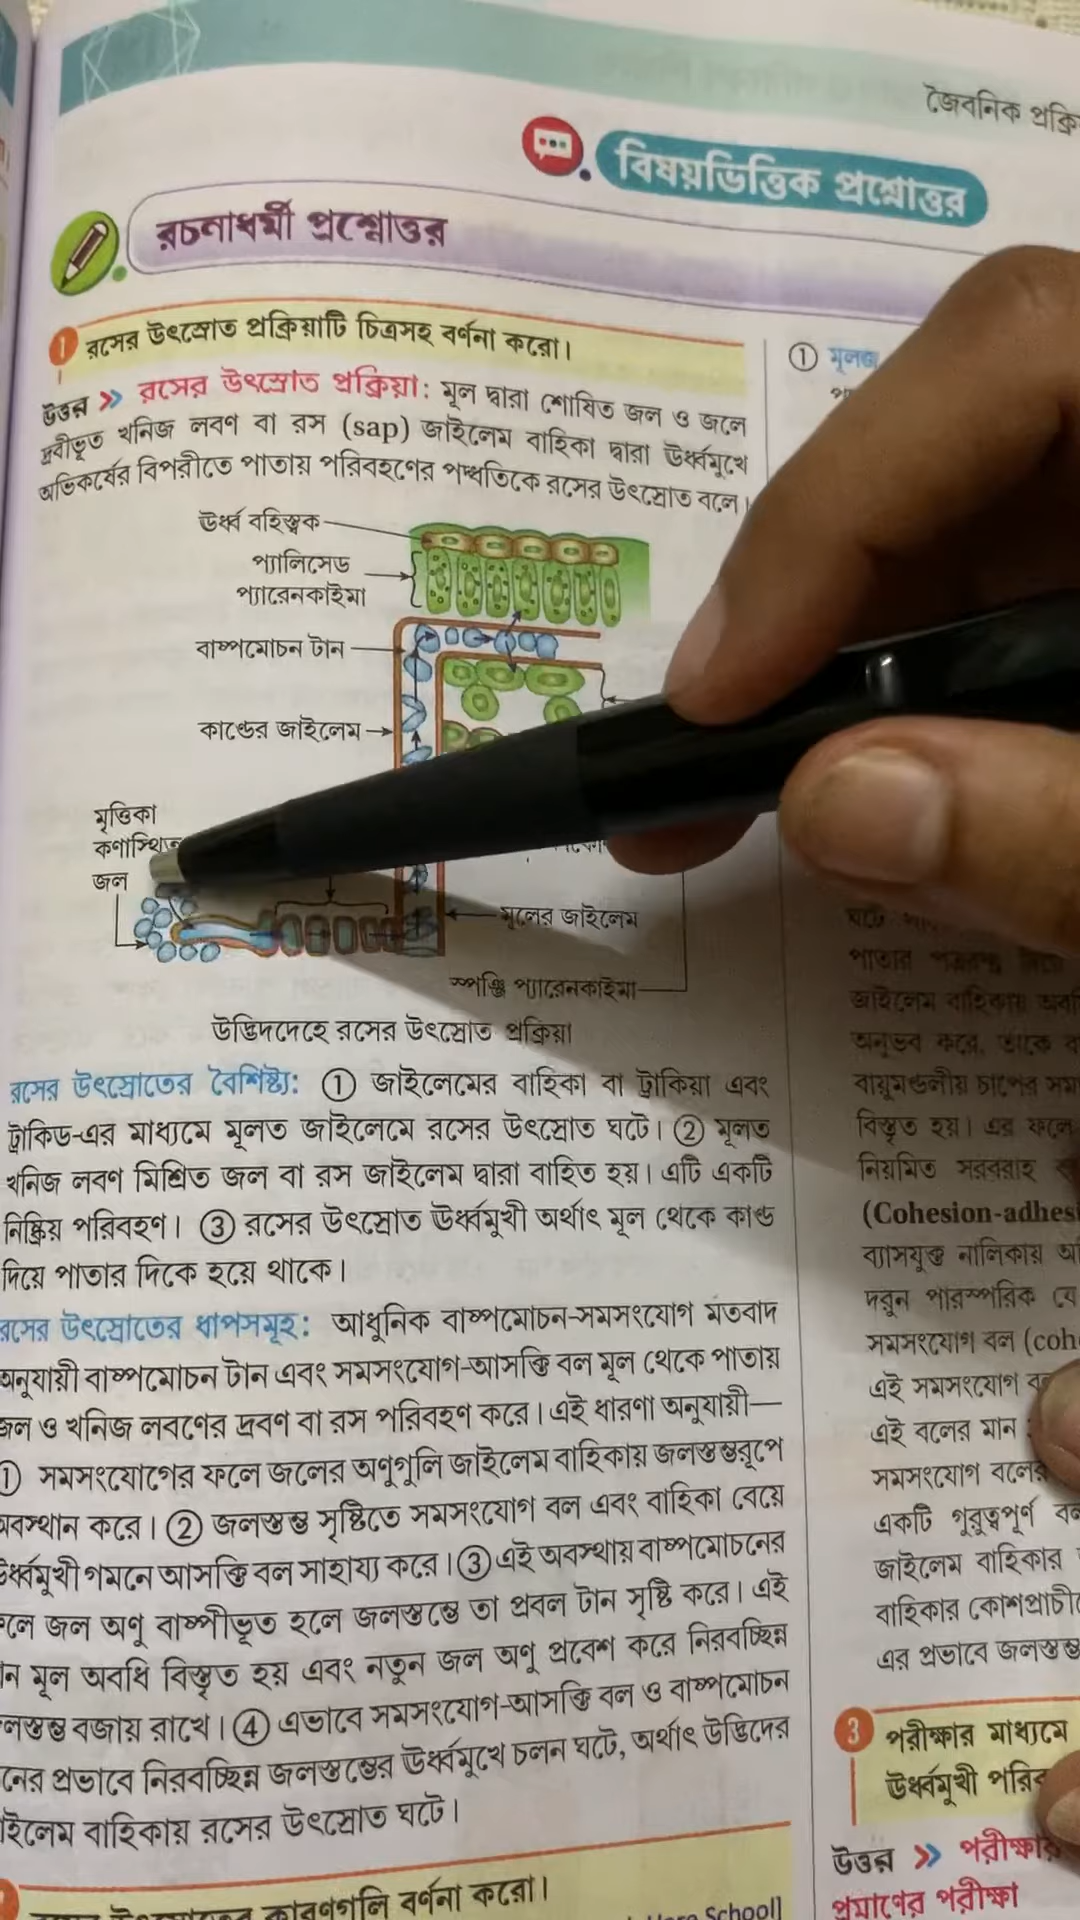 জৈবনিক প্রক্রি
বিষয়ভিত্তিক প্রশ্নোত্তর
রচনাধর্মী প্রশ্নোত্তর
1 রসের উৎস্রোত প্রক্রিয়াটি চিত্রসহ বর্ণনা করো।
উত্তর » রসের উৎস্রোত প্রক্রিয়া: মূল দ্বারা শোষিত জল ও জলে
দ্রবীভূত খনিজ লবণ বা রস (sap) জাইলেম বাহিকা দ্বারা ঊর্ধ্বমুখে
অভিকর্ষের বিপরীতে পাতায় পরিবহণের পদ্ধতিকে রসের উৎস্রোত বলে।
ঊর্ধ্ব বহিস্ত্বক
প্যালিসেড
প্যারেনকাইমা
বাষ্পমোচন টান
কাণ্ডের জাইলেম
মৃত্তিকা
কণাস্থিত
জল
মূলের জাইলেম
স্পঞ্জি প্যারেনকাইমা
উদ্ভিদদেহে রসের উৎস্রোত প্রক্রিয়া
রসের উৎস্রোতের বৈশিষ্ট্য: ① জাইলেমের বাহিকা বা ট্রাকিয়া এবং
ট্রাকিড-এর মাধ্যমে মূলত জাইলেমে রসের উৎস্রোত ঘটে। ② মূলত
খনিজ লবণ মিশ্রিত জল বা রস জাইলেম দ্বারা বাহিত হয়। এটি একটি
নিষ্ক্রিয় পরিবহণ। ③ রসের উৎস্রোত ঊর্ধ্বমুখী অর্থাৎ মূল থেকে কাণ্ড
দিয়ে পাতার দিকে হয়ে থাকে।
রসের উৎস্রোতের ধাপসমূহ: আধুনিক বাষ্পমোচন-সমসংযোগ মতবাদ
অনুযায়ী বাষ্পমোচন টান এবং সমসংযোগ-আসক্তি বল মূল থেকে পাতায়
জল ও খনিজ লবণের দ্রবণ বা রস পরিবহণ করে। এই ধারণা অনুযায়ী—
① সমসংযোগের ফলে জলের অণুগুলি জাইলেম বাহিকায় জলস্তম্ভরূপে
অবস্থান করে। ② জলস্তম্ভ সৃষ্টিতে সমসংযোগ বল এবং বাহিকা বেয়ে
ঊর্ধ্বমুখী গমনে আসক্তি বল সাহায্য করে। ③ এই অবস্থায় বাষ্পমোচনের
ফলে জল অণু বাষ্পীভূত হলে জলস্তম্ভে তা প্রবল টান সৃষ্টি করে। এই
ন মূল অবধি বিস্তৃত হয় এবং নতুন জল অণু প্রবেশ করে নিরবচ্ছিন্ন
লস্তম্ভ বজায় রাখে। ④ এভাবে সমসংযোগ-আসক্তি বল ও বাষ্পমোচন
নের প্রভাবে নিরবচ্ছিন্ন জলস্তম্ভের ঊর্ধ্বমুখে চলন ঘটে, অর্থাৎ উদ্ভিদের
াইলেম বাহিকায় রসের উৎস্রোত ঘটে।
কারণগুলি বর্ণনা করো।
School]
① মূলজ
পাতার
জাইলেম বাহিকায়
অনুভব করে, তাকে
বায়ুমণ্ডলীয় চাপের সম
বিস্তৃত হয়। এর ফলে
নিয়মিত সরবরাহ
(Cohesion-adhesi
ব্যাসযুক্ত নালিকায়
দরুন পারস্পরিক
সমসংযোগ বল (coh
এই সমসংযোগ
এই বলের মান
সমসংযোগ বলের
একটি গুরুত্বপূর্ণ
জাইলেম বাহিকার
বাহিকার কোশপ্রাচী
এর প্রভাবে জলস্তম্ভ
3 পরীক্ষার মাধ্যমে
ঊর্ধ্বমুখী পরিব
উত্তর » পরীক্ষার
প্রমাণের পরীক্ষা